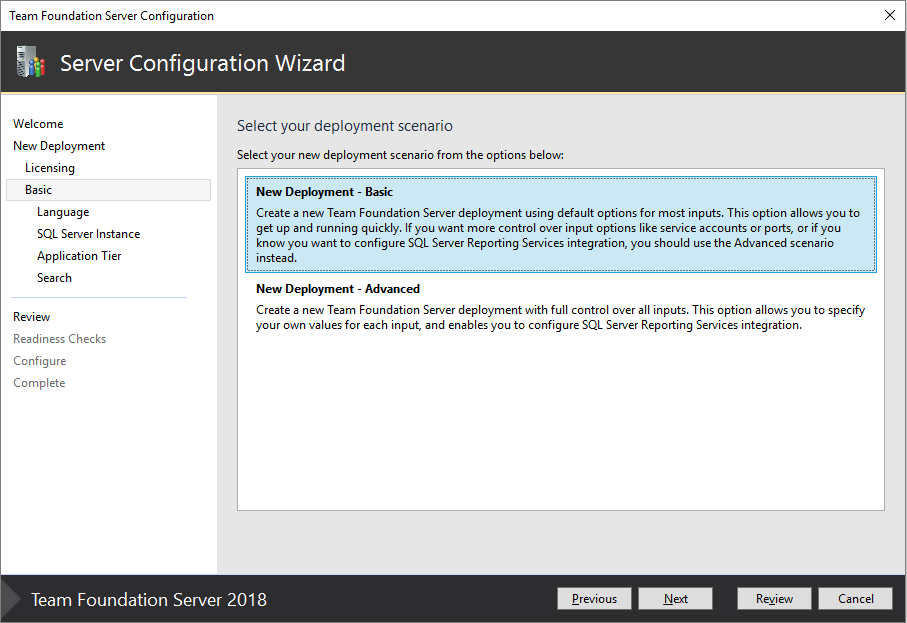 Team Foundation Server Configuration
Server Configuration Wizard
Welcome
New Deployment
Licensing
Basic
Language
SQL Server Instance
Application Tier
Search
Review
Readiness Checks
Configure
Complete
Select your deployment scenario
Select your new deployment scenario from the options below:
New Deployment - Basic
Create a new Team Foundation Server deployment using default options for most inputs. This option allows you to
get up and running quickly. If you want more control over input options like service accounts or ports, or if you
know you want to configure SQL Server Reporting Services integration, you should use the Advanced scenario
instead.
New Deployment - Advanced
Create a new Team Foundation Server deployment with full control over all inputs. This option allows you to specify
your own values for each input, and enables you to configure SQL Server Reporting Services integration.
Team Foundation Server 2018
Previous
Next
Review
Cancel